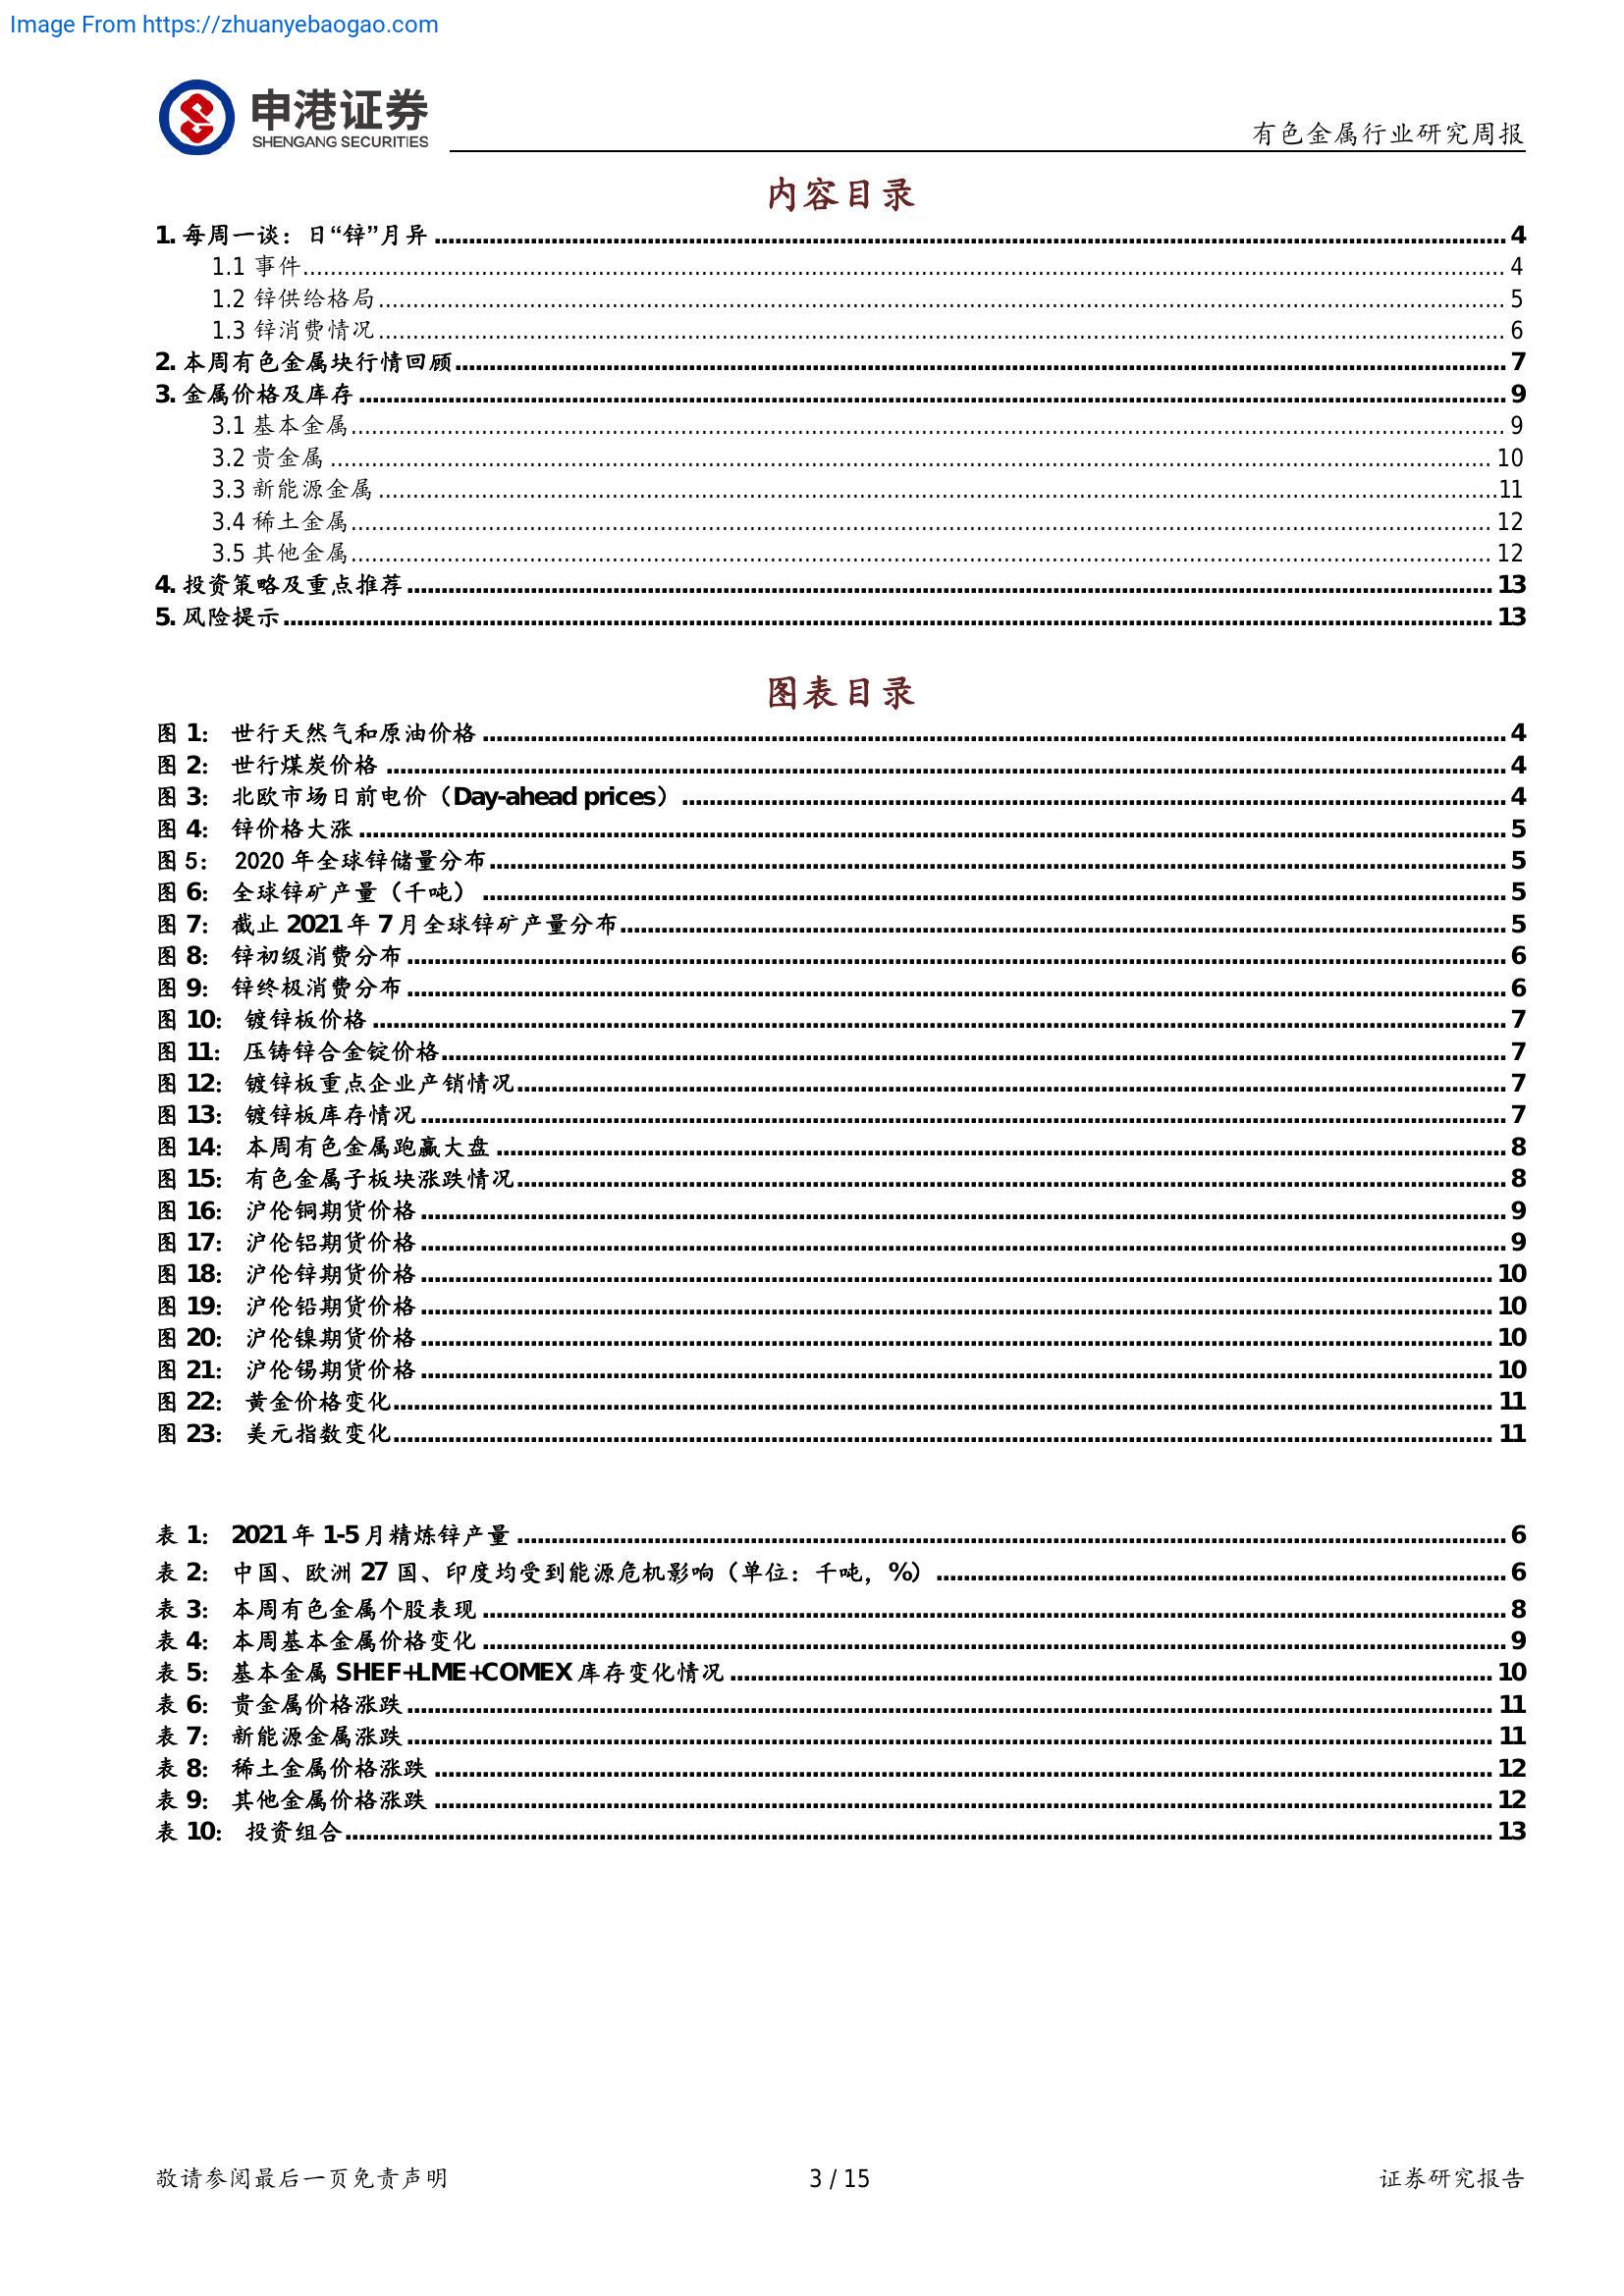 Image From https://zhuanyebaogao.com
申港证券
SHENGANG SECURITIES
有色金属行业研究周报
内容目录
1. 每周一谈：日“锌”月异 4
1.1 事件 4
1.2 锌供给格局 5
1.3 锌消费情况 6
2. 本周有色金属块行情回顾 7
3. 金属价格及库存 9
3.1 基本金属 9
3.2 贵金属 10
3.3 新能源金属 11
3.4 稀土金属 12
3.5 其他金属 12
4. 投资策略及重点推荐 13
5. 风险提示 13
图表目录
图 1： 世行天然气和原油价格 4
图 2： 世行煤炭价格 4
图 3： 北欧市场日前电价（Day-ahead prices） 4
图 4： 锌价格大涨 5
图 5： 2020 年全球锌储量分布 5
图 6： 全球锌矿产量（千吨） 5
图 7： 截止 2021 年 7 月全球锌矿产量分布 5
图 8： 锌初级消费分布 6
图 9： 锌终极消费分布 6
图 10： 镀锌板价格 7
图 11： 压铸锌合金锭价格 7
图 12： 镀锌板重点企业产销情况 7
图 13： 镀锌板库存情况 7
图 14： 本周有色金属跑赢大盘 8
图 15： 有色金属子板块涨跌情况 8
图 16： 沪伦铜期货价格 9
图 17： 沪伦铝期货价格 9
图 18： 沪伦锌期货价格 10
图 19： 沪伦铅期货价格 10
图 20： 沪伦镍期货价格 10
图 21： 沪伦锡期货价格 10
图 22： 黄金价格变化 11
图 23： 美元指数变化 11
表 1： 2021 年 1-5 月精炼锌产量 6
表 2： 中国、欧洲 27 国、印度均受到能源危机影响（单位：千吨，%） 6
表 3： 本周有色金属个股表现 8
表 4： 本周基本金属价格变化 9
表 5： 基本金属 SHEF+LME+COMEX 库存变化情况 10
表 6： 贵金属价格涨跌 11
表 7： 新能源金属涨跌 11
表 8： 稀土金属价格涨跌 12
表 9： 其他金属价格涨跌 12
表 10： 投资组合 13
敬请参阅最后一页免责声明
3 / 15
证券研究报告